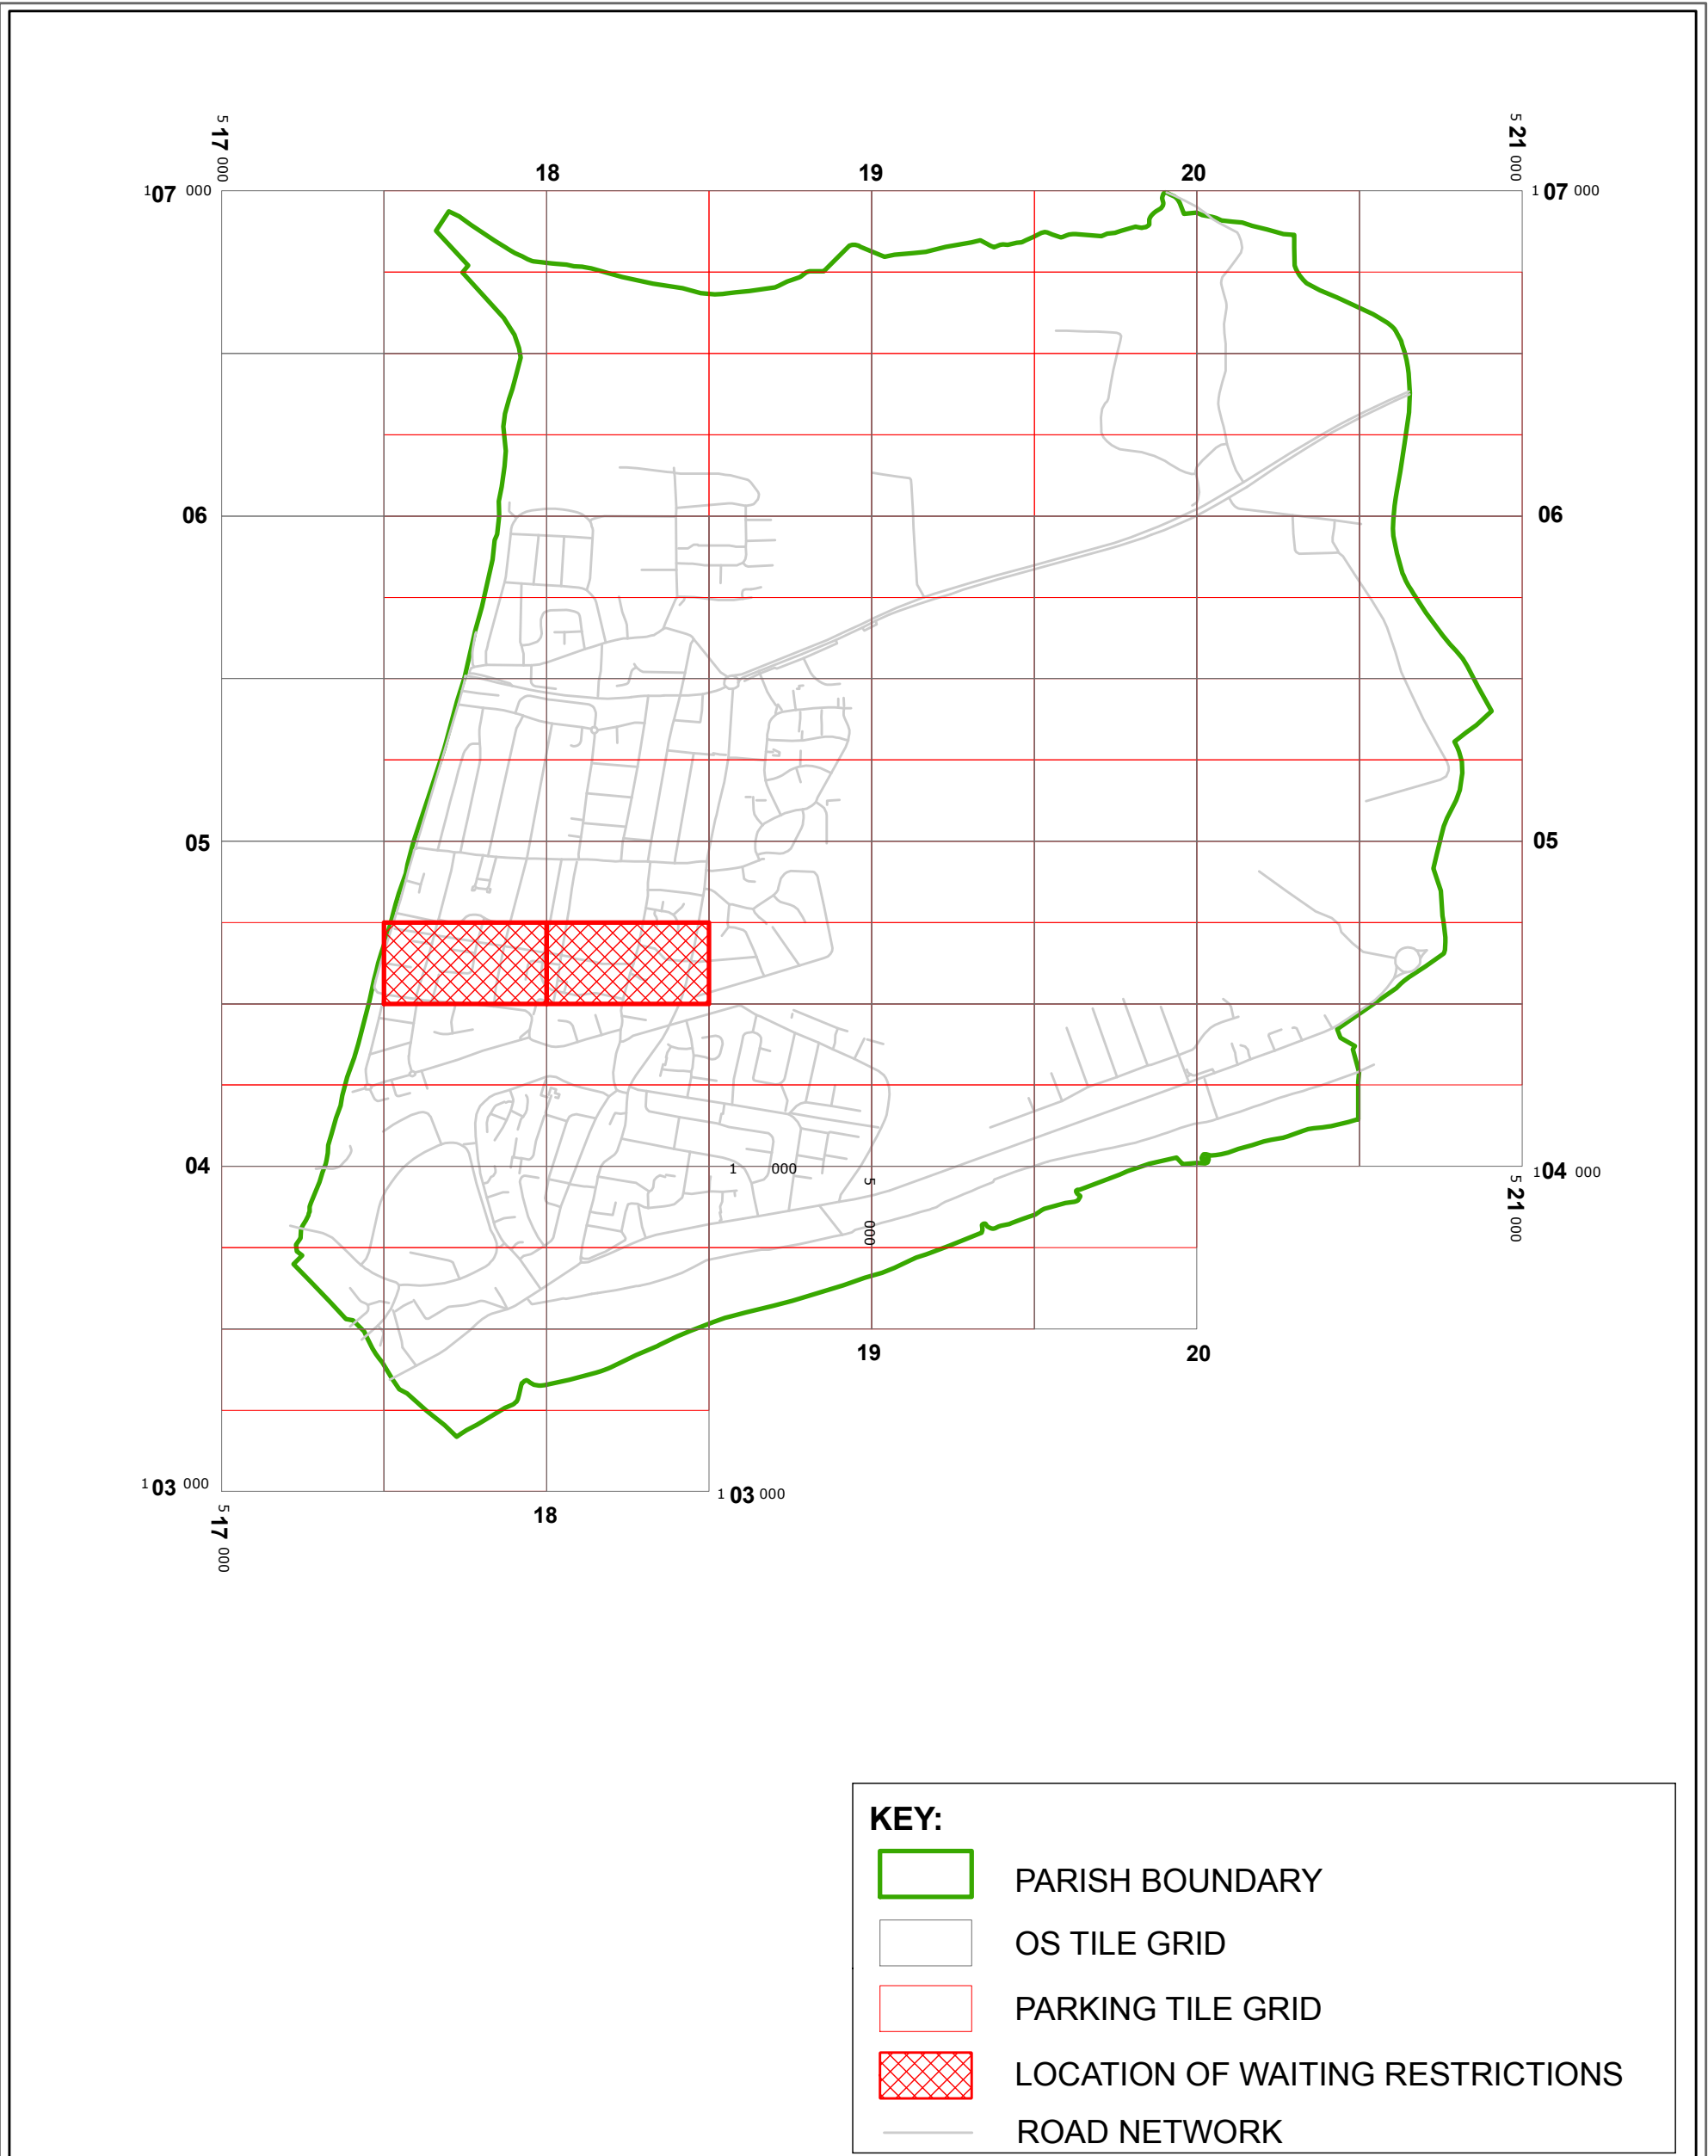 5 17 000
5 21 000
18 19 20
1 07 000
1 07 000
06 06
05 05
04
1 000
1 04 000
5 000
5 21 000
19 20
1 03 000
1 03 000
5 17 000
18
KEY:
PARISH BOUNDARY
OS TILE GRID
PARKING TILE GRID
LOCATION OF WAITING RESTRICTIONS
ROAD NETWORK